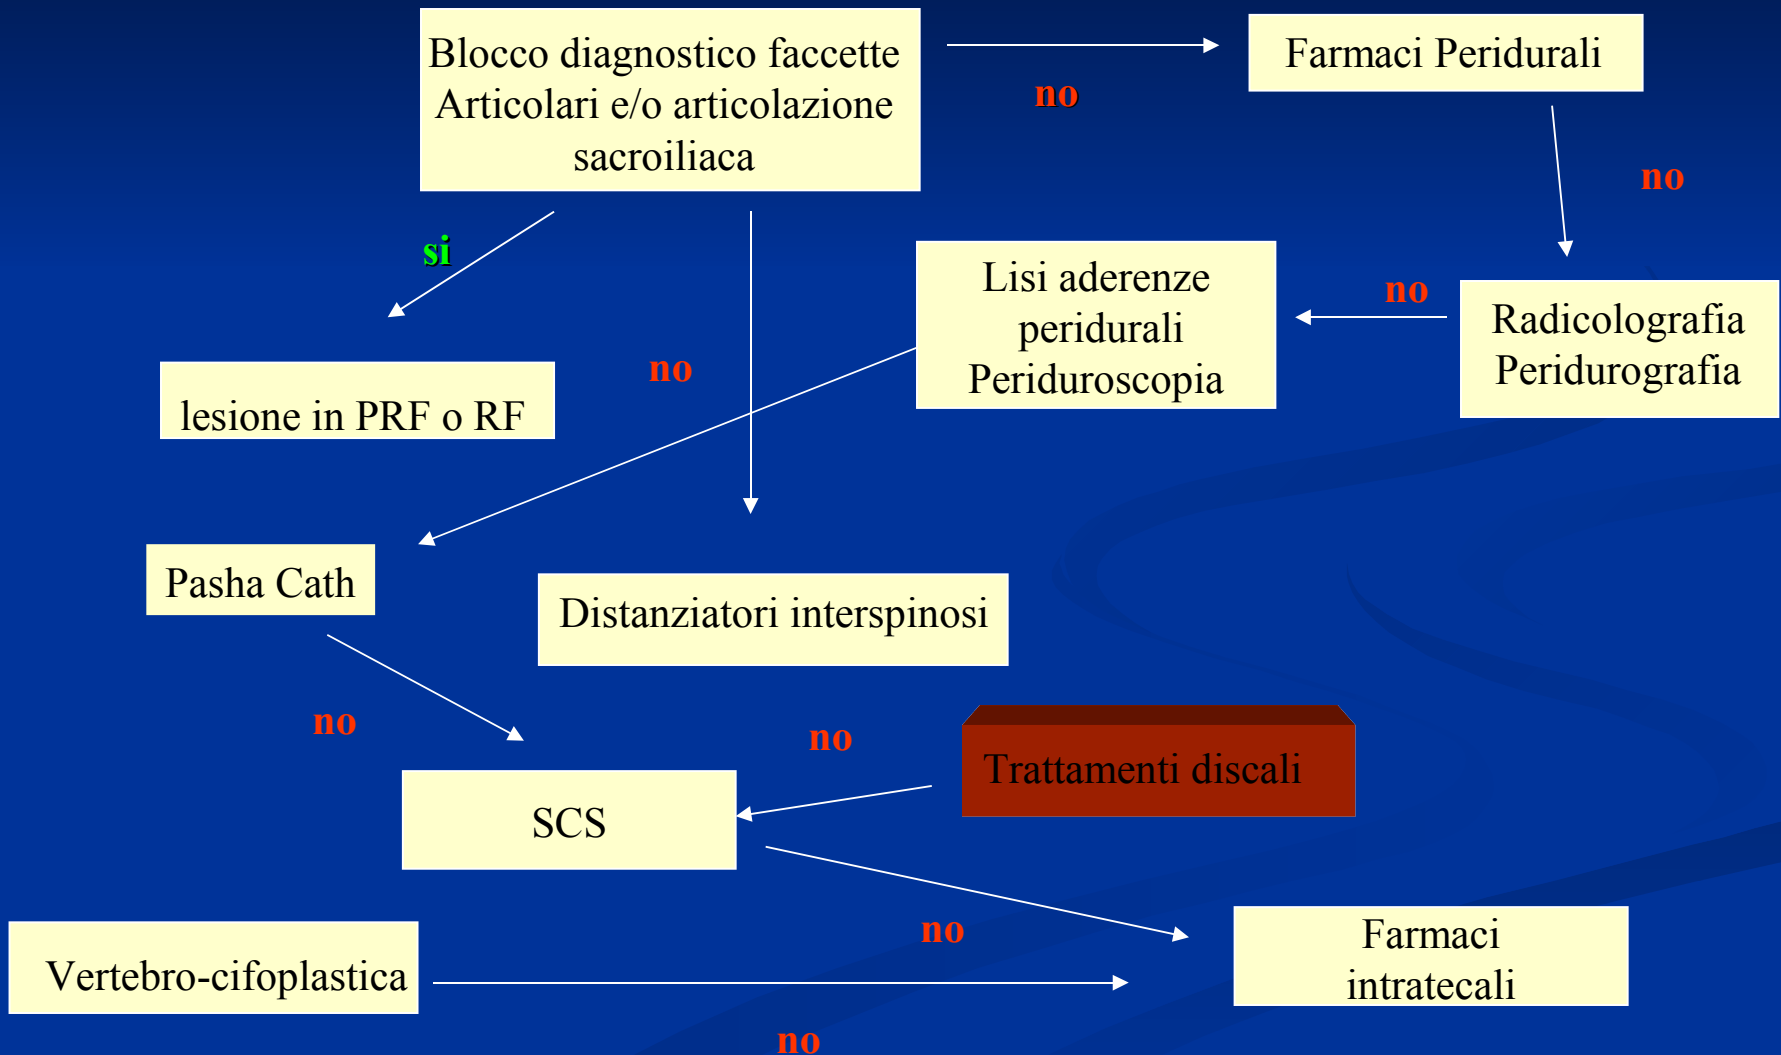 Blocco diagnostico faccette
Articolari e/o articolazione
sacroiliaca
no
Farmaci Peridurali
no
si
Lisi aderenze
peridurali
Periduroscopia
no
Radicolografia
Peridurografia
no
lesione in PRF o RF
Pasha Cath
Distanziatori interspinosi
no
no
Trattamenti discali
SCS
no
Farmaci
intratecali
Vertebro-cifoplastica
no